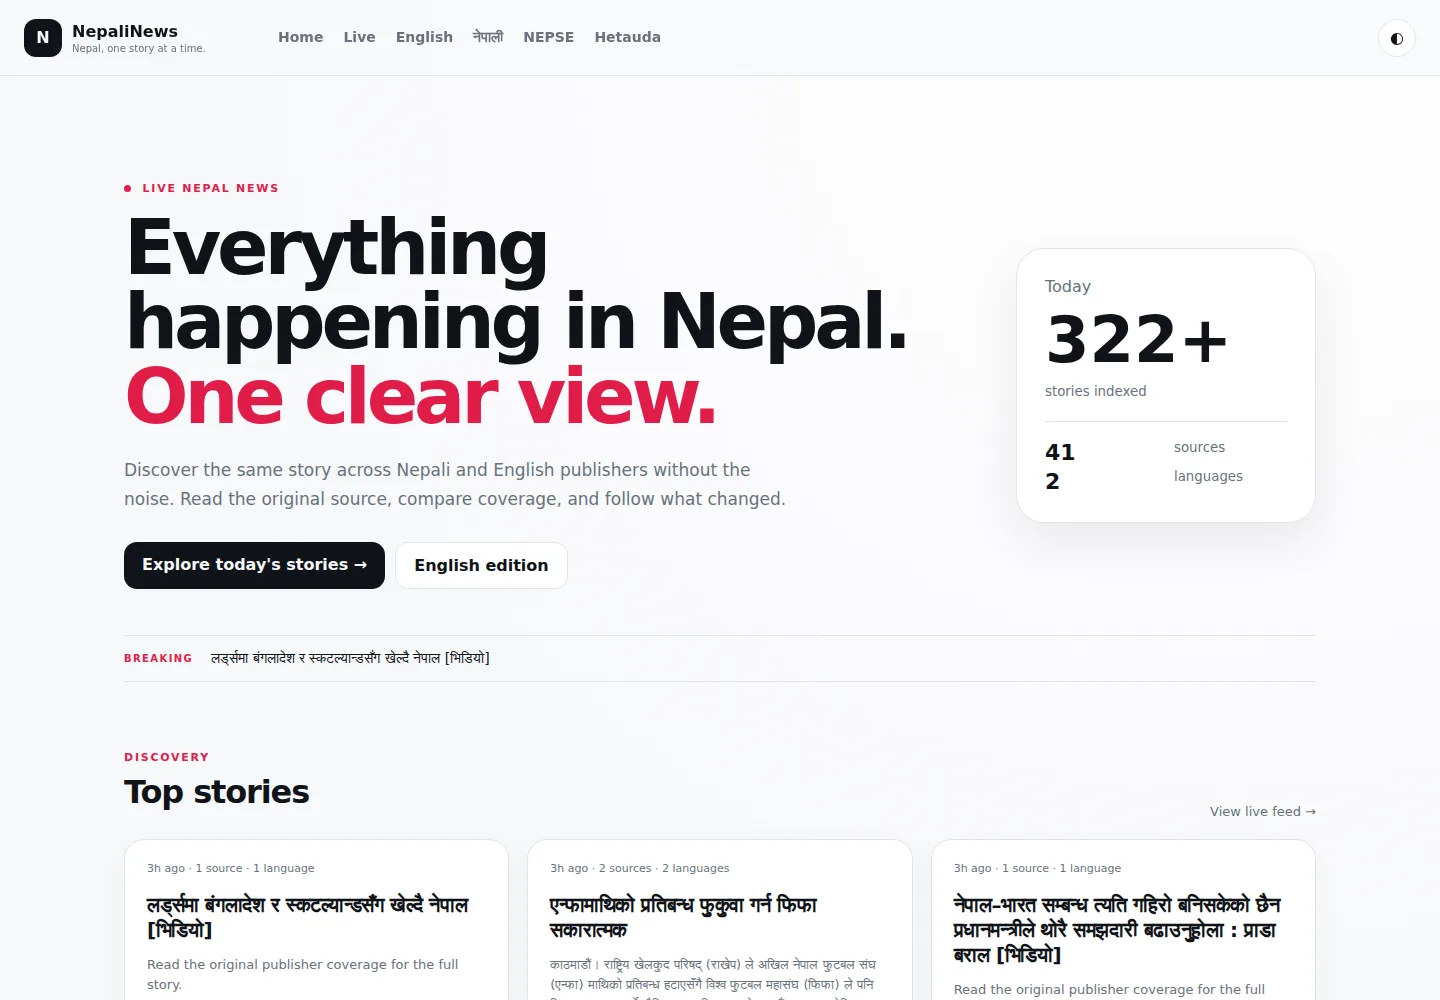 N
NepaliNews
Nepal, one story at a time.
Home Live English नेपाली NEPSE Hetauda
LIVE NEPAL NEWS
Everything
happening in Nepal.
One clear view.
Discover the same story across Nepali and English publishers without the
noise. Read the original source, compare coverage, and follow what changed.
Explore today's stories →
English edition
Today
322+
stories indexed
41 sources
2 languages
BREAKING लर्ड्समा बंगलादेश र स्कटल्यान्डसँग खेल्दै नेपाल [भिडियो]
DISCOVERY
Top stories
View live feed →
3h ago · 1 source · 1 language
लर्ड्समा बंगलादेश र स्कटल्यान्डसँग खेल्दै नेपाल
[भिडियो]
Read the original publisher coverage for the full
story.
3h ago · 2 sources · 2 languages
एन्फामाथिको प्रतिबन्ध फुकुवा गर्न फिफा
सकारात्मक
काठमाडौं । राष्ट्रिय खेलकुद परिषद् (राखेप) ले अखिल नेपाल फुटबल संघ
(एन्फा) माथिको प्रतिबन्ध हटाएसँगै विश्व फुटबल महासंघ (फिफा) ले पनि
3h ago · 1 source · 1 language
नेपाल–भारत सम्बन्ध त्यति गहिरो बनिसकेको छैन
प्रधानमन्त्रीले थोरै समझदारी बढाउनुहोला : प्राडा
बराल [भिडियो]
Read the original publisher coverage for the full